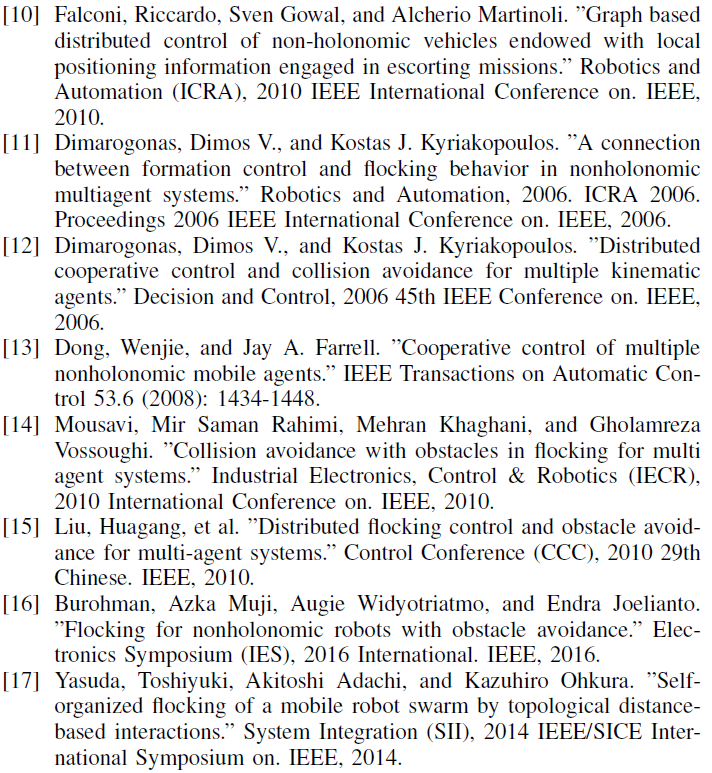 [10] Falconi, Riccardo, Sven Gowal, and Alcherio Martinoli. ”Graph based
distributed control of non-holonomic vehicles endowed with local
positioning information engaged in escorting missions.” Robotics and
Automation (ICRA), 2010 IEEE International Conference on. IEEE,
2010.
[11] Dimarogonas, Dimos V., and Kostas J. Kyriakopoulos. ”A connection
between formation control and flocking behavior in nonholonomic
multiagent systems.” Robotics and Automation, 2006. ICRA 2006.
Proceedings 2006 IEEE International Conference on. IEEE, 2006.
[12] Dimarogonas, Dimos V., and Kostas J. Kyriakopoulos. ”Distributed
cooperative control and collision avoidance for multiple kinematic
agents.” Decision and Control, 2006 45th IEEE Conference on. IEEE,
2006.
[13] Dong, Wenjie, and Jay A. Farrell. ”Cooperative control of multiple
nonholonomic mobile agents.” IEEE Transactions on Automatic Con-
trol 53.6 (2008): 1434-1448.
[14] Mousavi, Mir Saman Rahimi, Mehran Khaghani, and Gholamreza
Vossoughi. ”Collision avoidance with obstacles in flocking for multi
agent systems.” Industrial Electronics, Control & Robotics (IECR),
2010 International Conference on. IEEE, 2010.
[15] Liu, Huagang, et al. ”Distributed flocking control and obstacle avoid-
ance for multi-agent systems.” Control Conference (CCC), 2010 29th
Chinese. IEEE, 2010.
[16] Burohman, Azka Muji, Augie Widyotriatmo, and Endra Joelianto.
”Flocking for nonholonomic robots with obstacle avoidance.” Elec-
tronics Symposium (IES), 2016 International. IEEE, 2016.
[17] Yasuda, Toshiyuki, Akitoshi Adachi, and Kazuhiro Ohkura. ”Self-
organized flocking of a mobile robot swarm by topological distance-
based interactions.” System Integration (SII), 2014 IEEE/SICE Inter-
national Symposium on. IEEE, 2014.